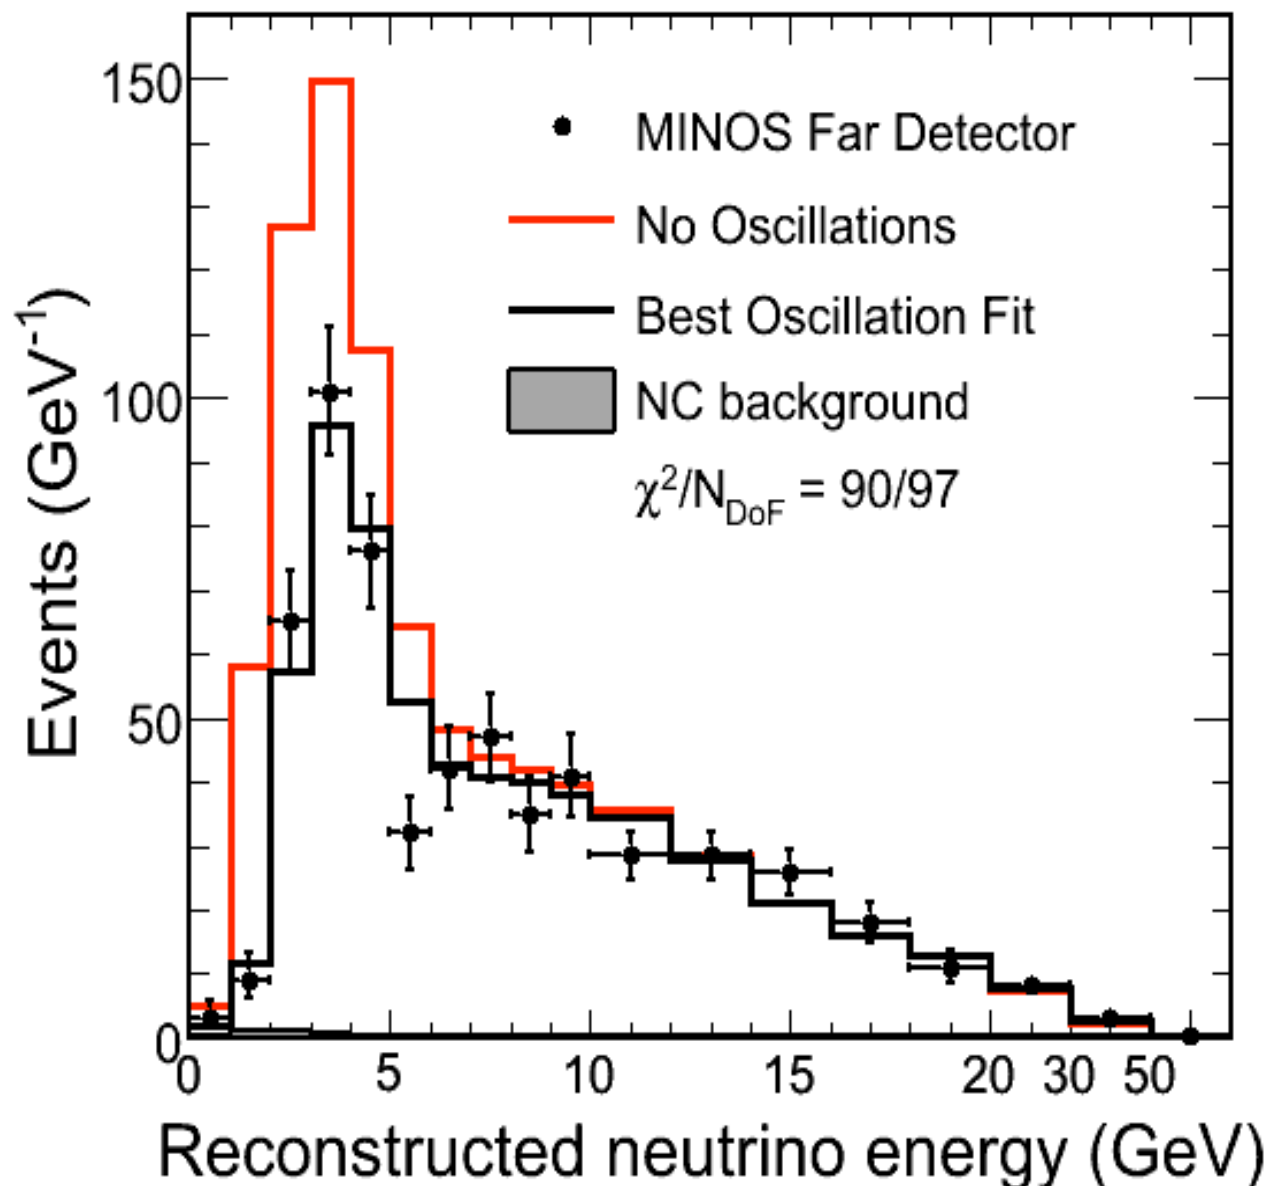 Events (GeV⁻¹)
150
100
50
0
MINOS Far Detector
No Oscillations
Best Oscillation Fit
NC background
χ²/N_DoF = 90/97
0 5 10 15 20 30 50
Reconstructed neutrino energy (GeV)